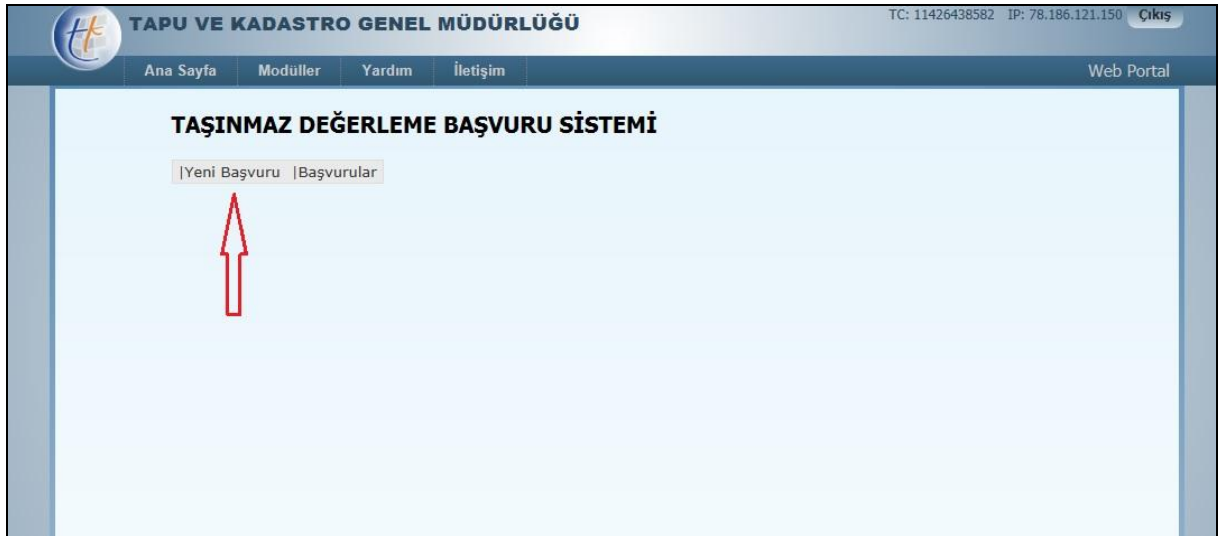 TAPU VE KADASTRO GENEL MÜDÜRLÜĞÜ
TC: 11426438582 IP: 78.186.121.150 Çıkış
Ana Sayfa Modüller Yardım İletişim Web Portal
TAŞINMAZ DEĞERLEME BAŞVURU SİSTEMİ
|Yeni Başvuru |Başvurular